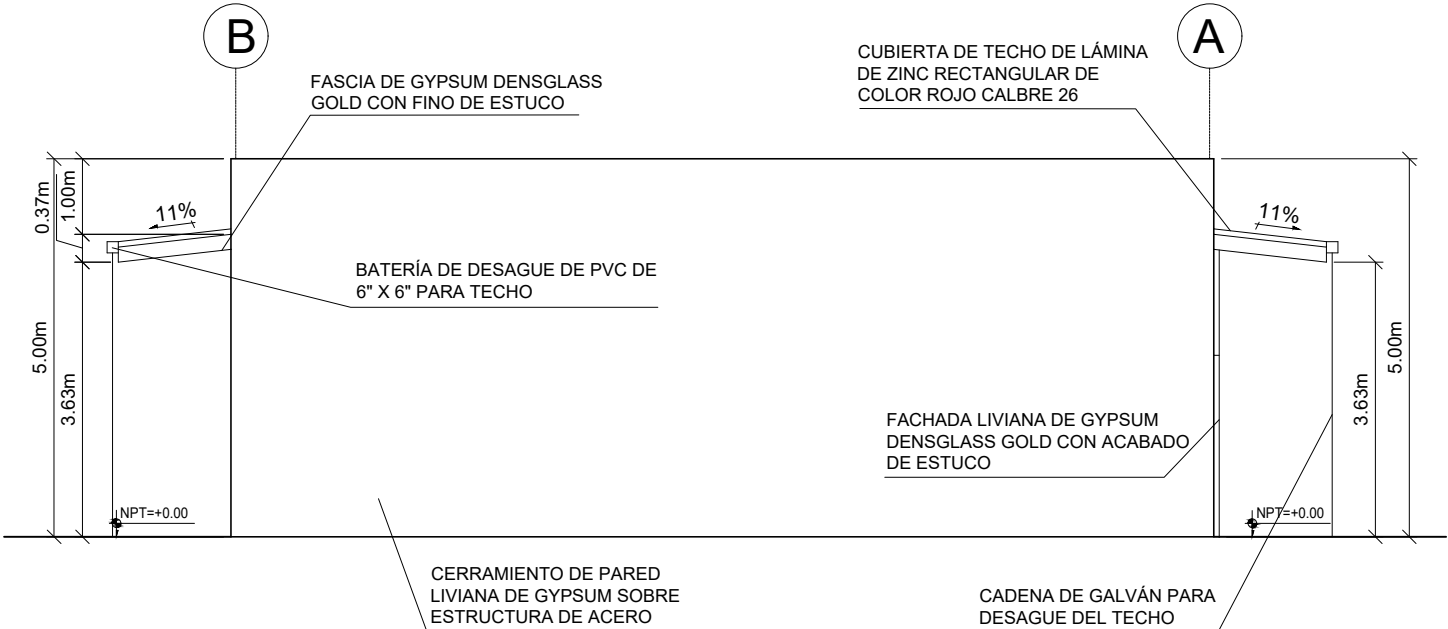 B
A
FASCIA DE GYPSUM DENSGLASS
GOLD CON FINO DE ESTUCO
CUBIERTA DE TECHO DE LÁMINA
DE ZINC RECTANGULAR DE
COLOR ROJO CALBRE 26
0.37m
1.00m
11%
11%
BATERÍA DE DESAGUE DE PVC DE
6" X 6" PARA TECHO
5.00m
3.63m
5.00m
3.63m
FACHADA LIVIANA DE GYPSUM
DENSGLASS GOLD CON ACABADO
DE ESTUCO
NPT=+0.00
NPT=+0.00
CERRAMIENTO DE PARED
LIVIANA DE GYPSUM SOBRE
ESTRUCTURA DE ACERO
CADENA DE GALVÁN PARA
DESAGUE DEL TECHO